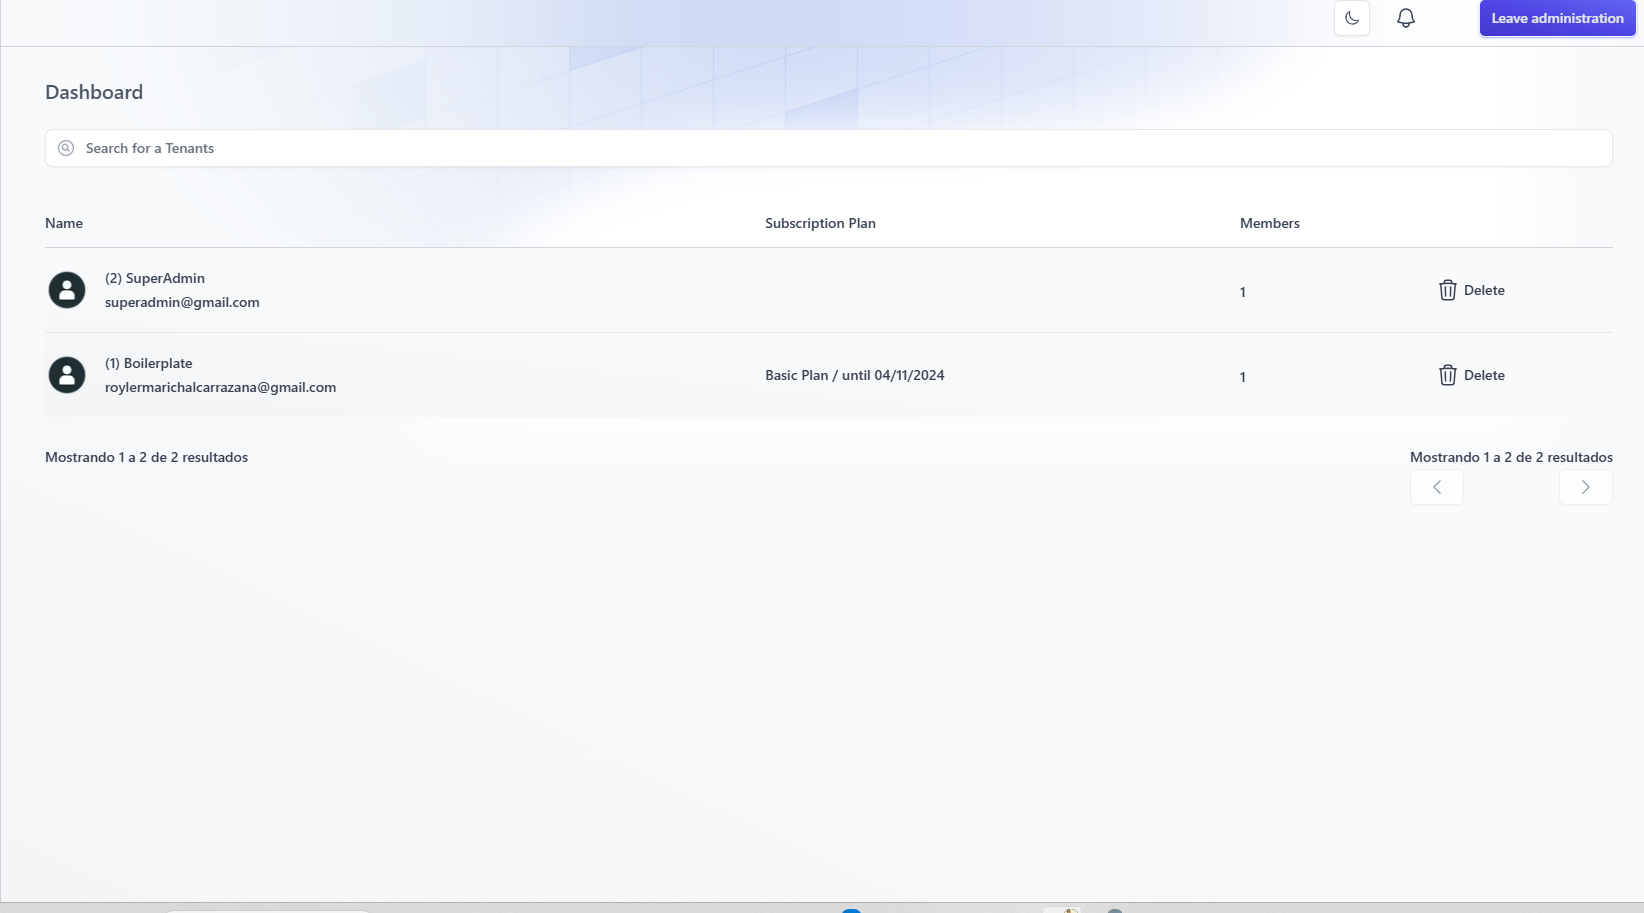 Leave administration
Dashboard
Search for a Tenants
Name Subscription Plan Members
(2) SuperAdmin
superadmin@gmail.com
1
Delete
(1) Boilerplate
roylermarichalcarrazana@gmail.com
Basic Plan / until 04/11/2024
1
Delete
Mostrando 1 a 2 de 2 resultados
Mostrando 1 a 2 de 2 resultados